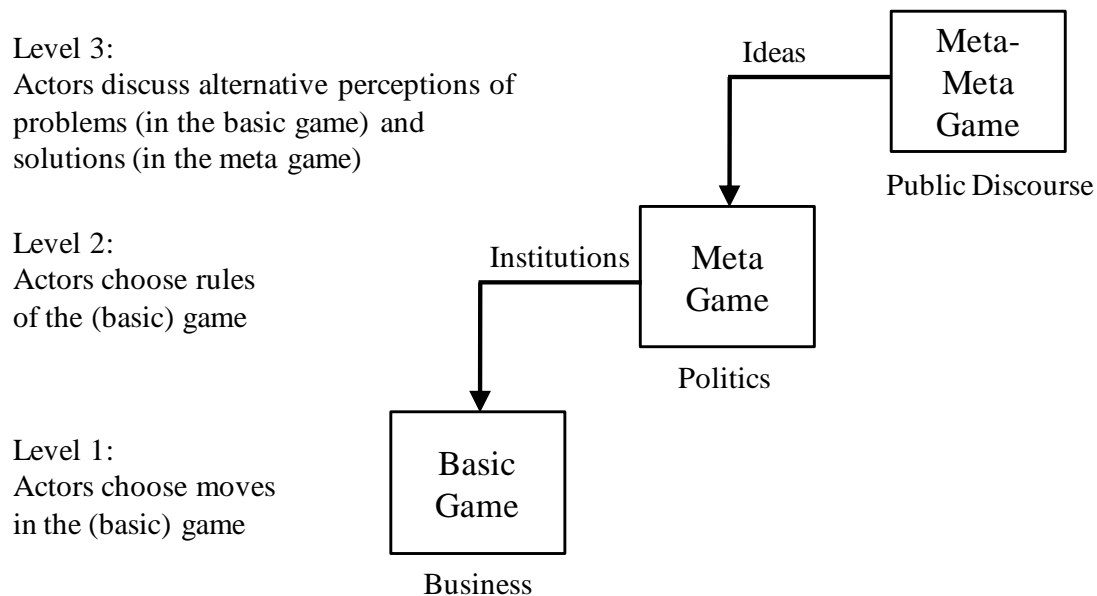 Level 3:
Actors discuss alternative perceptions of
problems (in the basic game) and
solutions (in the meta game)
Ideas
Meta-
Meta
Game
Public Discourse
Level 2:
Actors choose rules
of the (basic) game
Institutions
Meta
Game
Politics
Level 1:
Actors choose moves
in the (basic) game
Basic
Game
Business